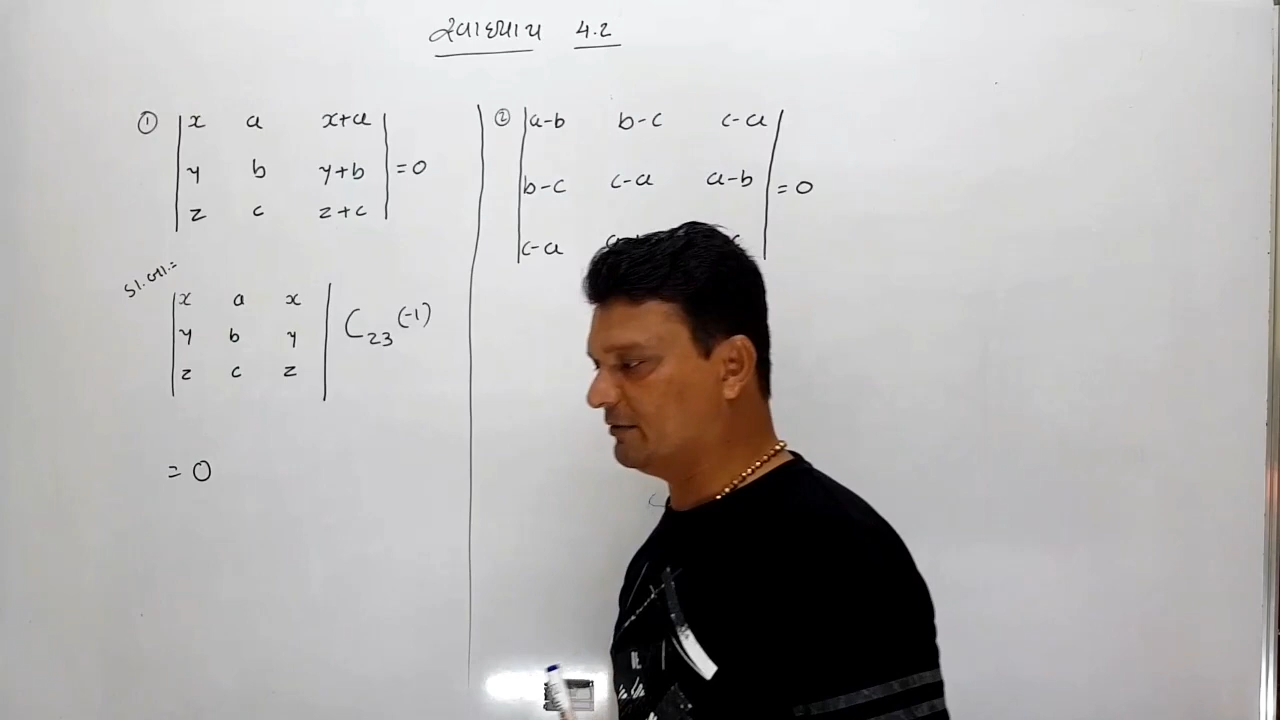 સ્વાધ્યાય 4.2
① | x a x+a |
| y b y+b | = 0
| z c z+c |
ડા.બા.=
| x a x |
| y b y | C₂₃(-1)
| z c z |
= 0
② | a-b b-c c-a |
| b-c c-a a-b | = 0
| c-a